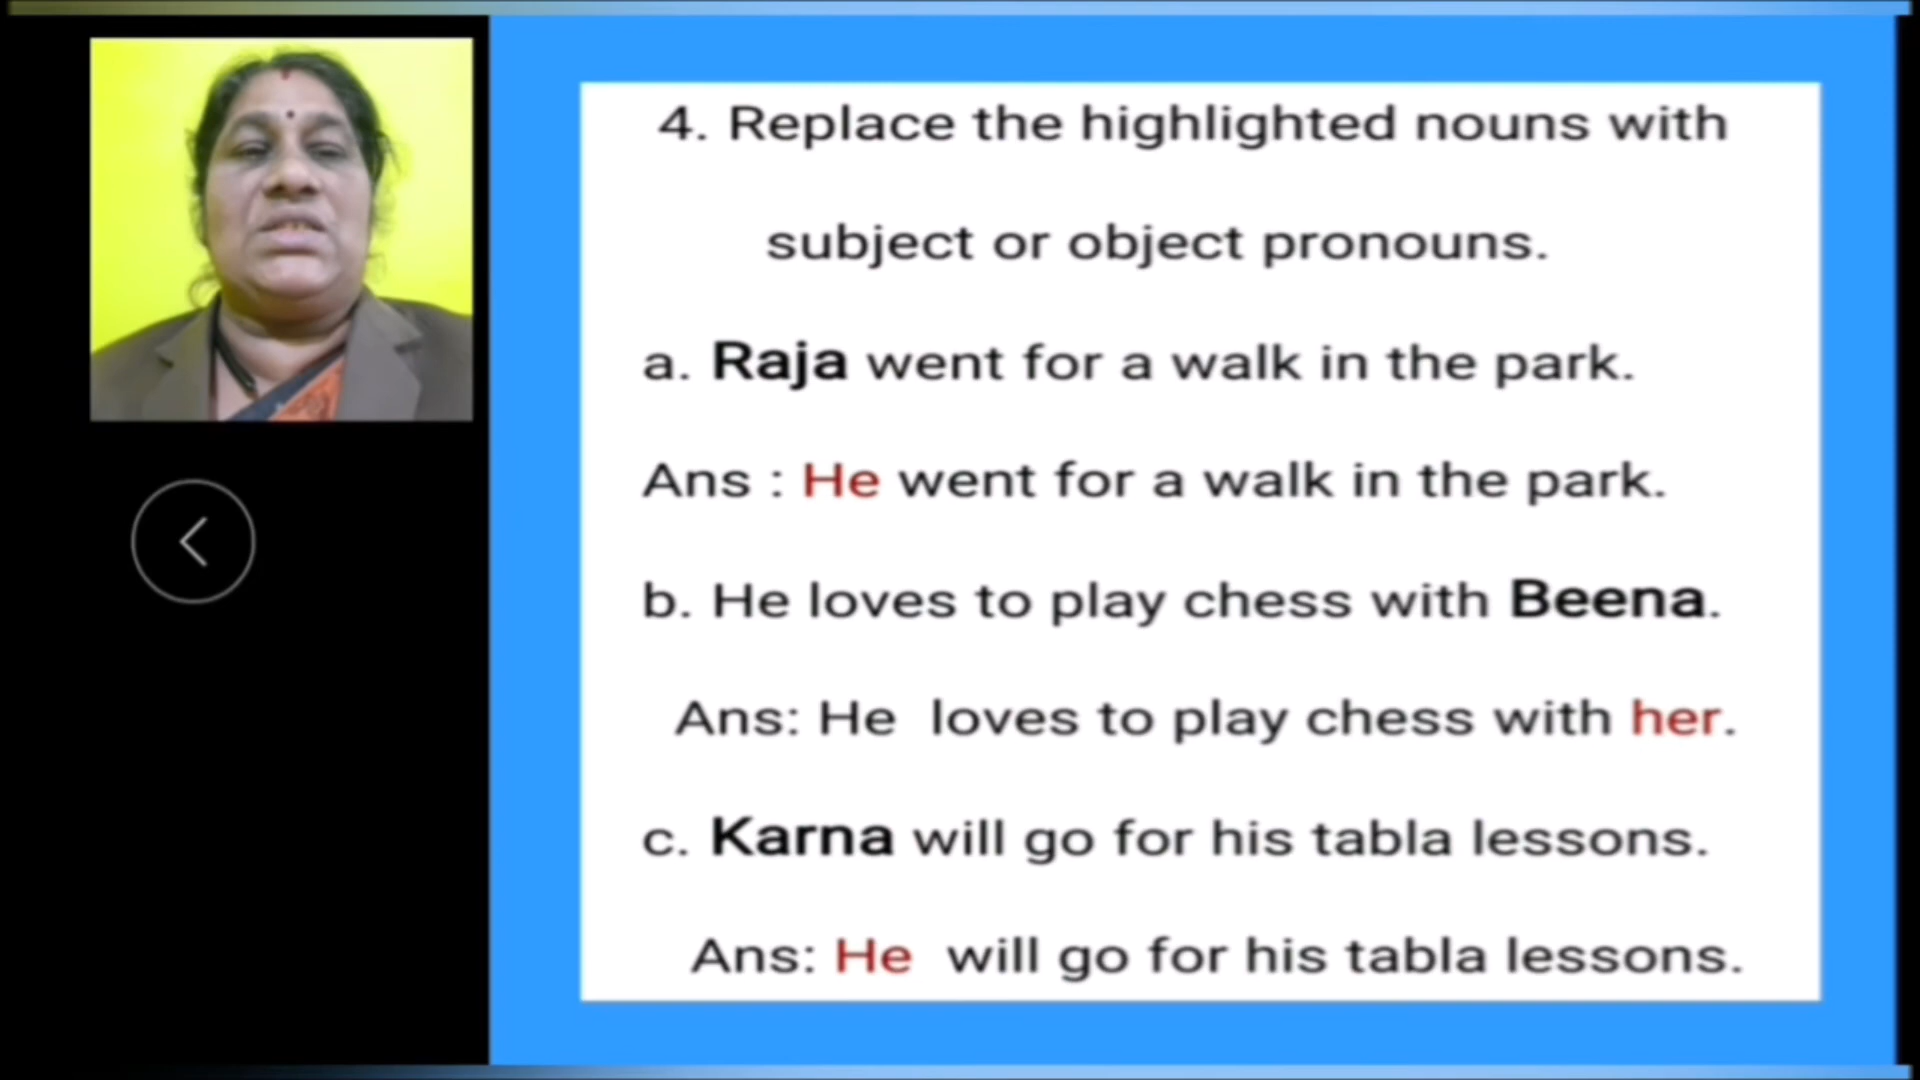 4. Replace the highlighted nouns with
subject or object pronouns.
a. Raja went for a walk in the park.
Ans : He went for a walk in the park.
b. He loves to play chess with Beena.
Ans: He loves to play chess with her.
c. Karna will go for his tabla lessons.
Ans: He will go for his tabla lessons.